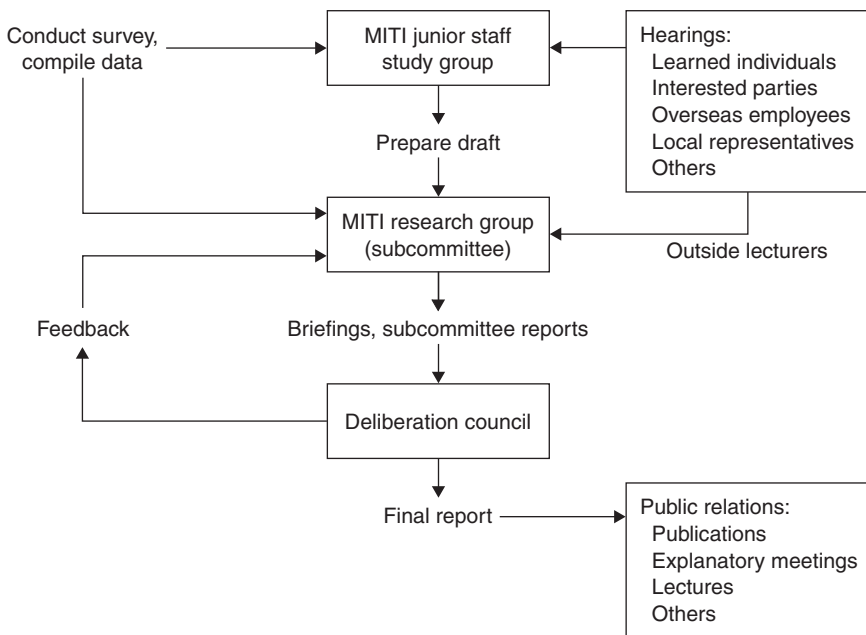 Conduct survey,
compile data
MITI junior staff
study group
Hearings:
Learned individuals
Interested parties
Overseas employees
Local representatives
Others
Prepare draft
MITI research group
(subcommittee)
Outside lecturers
Feedback
Briefings, subcommittee reports
Deliberation council
Final report
Public relations:
Publications
Explanatory meetings
Lectures
Others